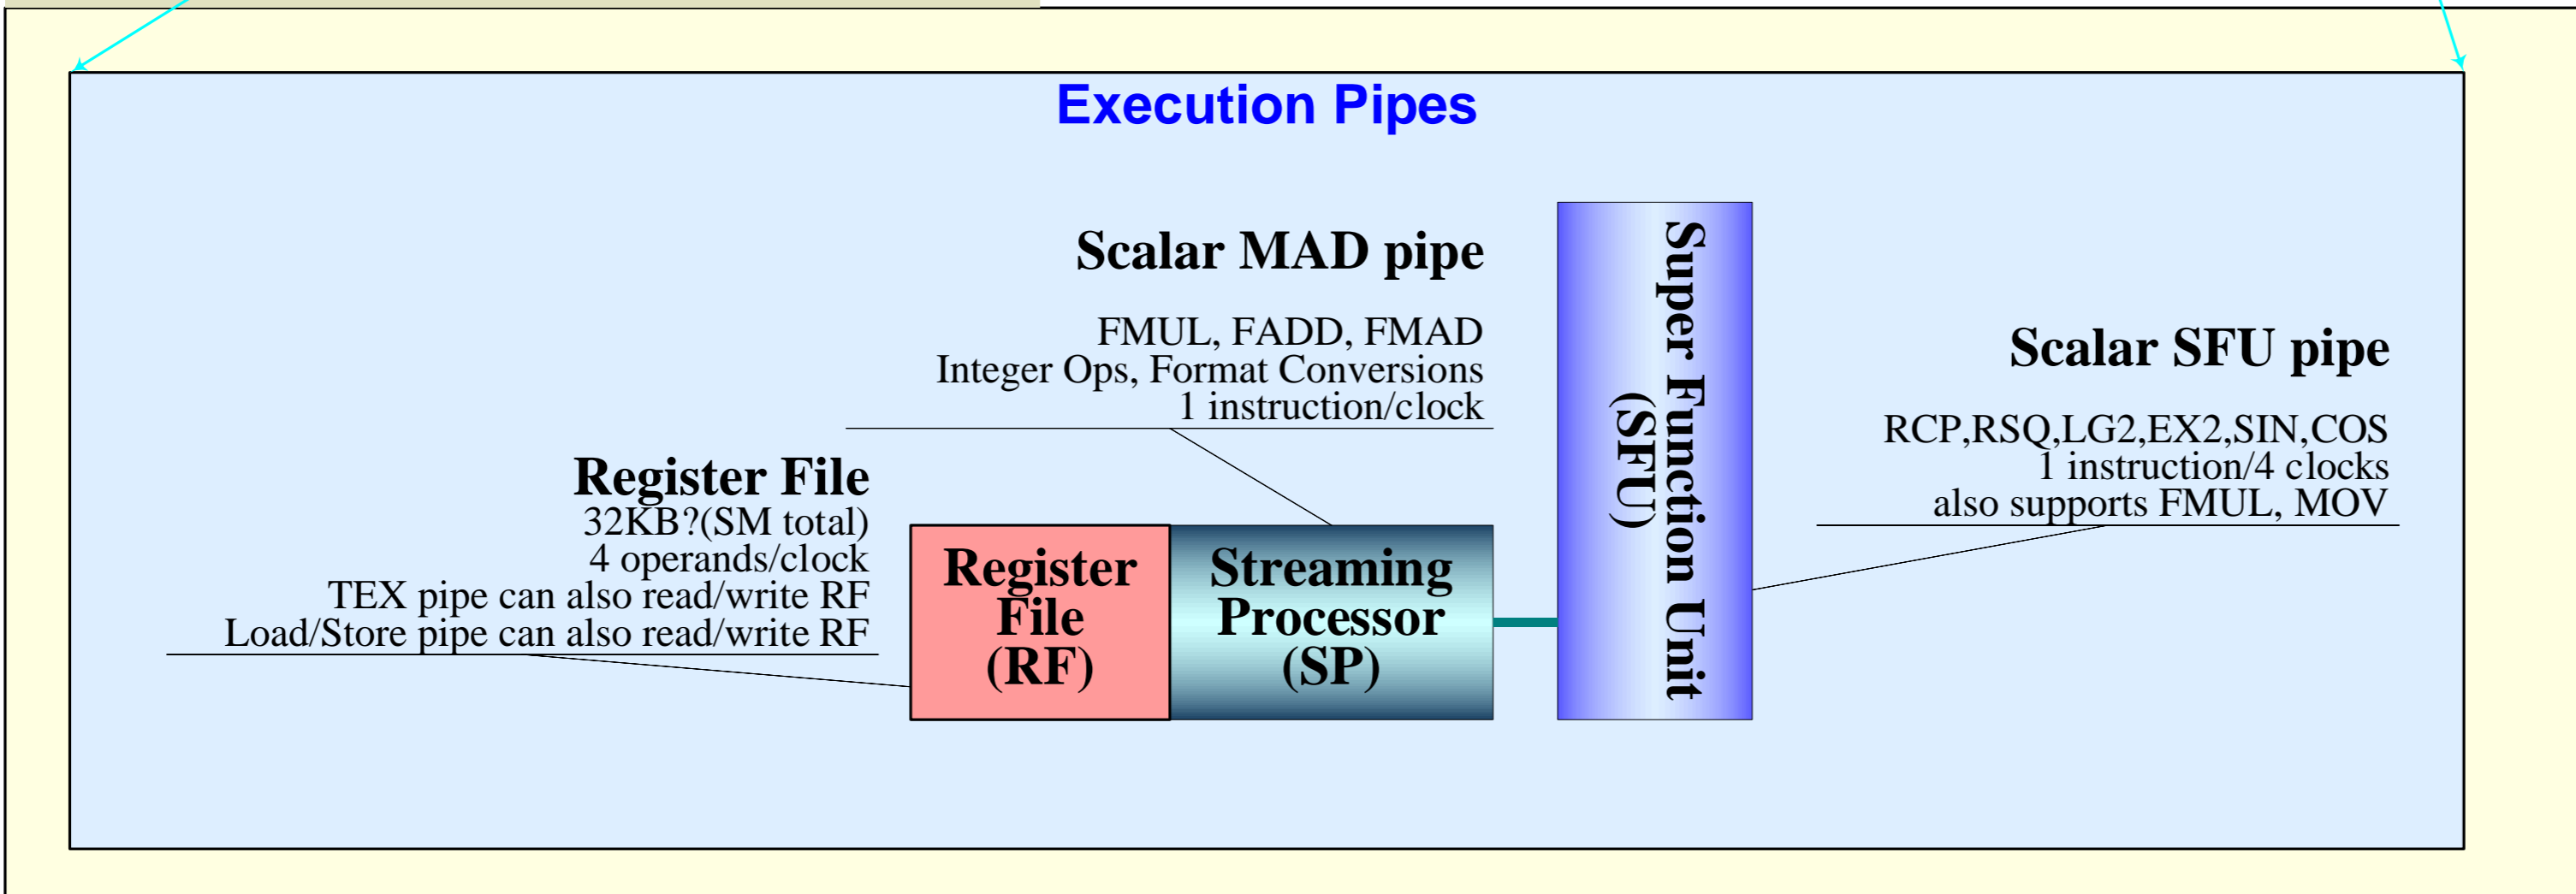 Execution Pipes
Scalar MAD pipe
FMUL, FADD, FMAD
Integer Ops, Format Conversions
1 instruction/clock
Register File
32KB?(SM total)
4 operands/clock
TEX pipe can also read/write RF
Load/Store pipe can also read/write RF
Register
File
(RF)
Streaming
Processor
(SP)
Super Function Unit
(SFU)
Scalar SFU pipe
RCP,RSQ,LG2,EX2,SIN,COS
1 instruction/4 clocks
also supports FMUL, MOV